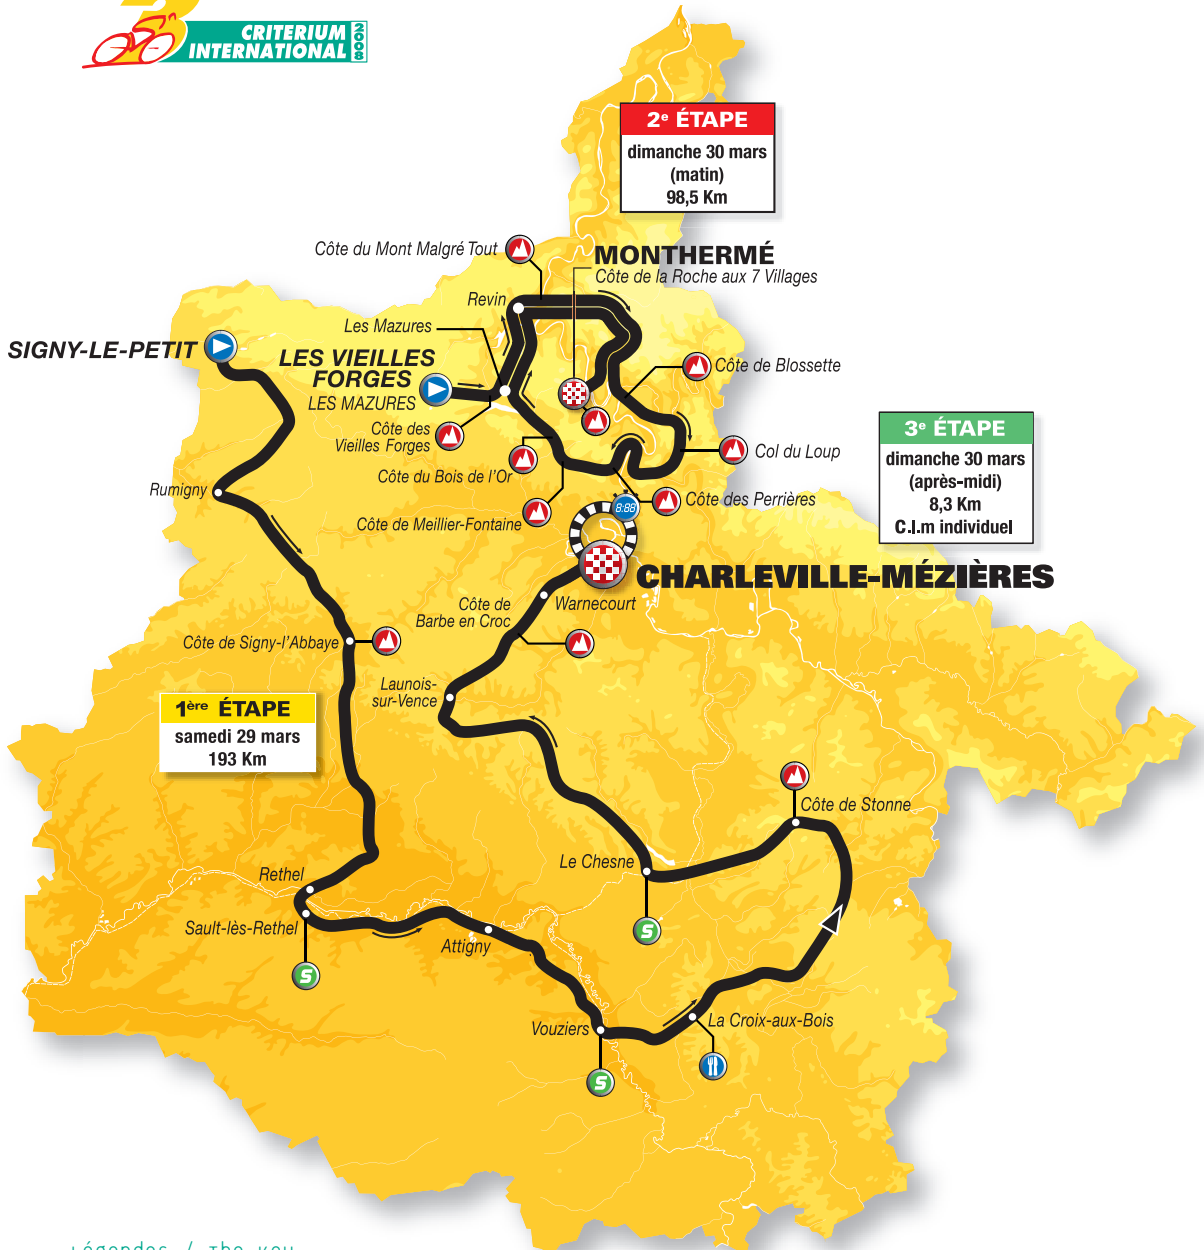 CRITERIUM
INTERNATIONAL
2008
2e ÉTAPE
dimanche 30 mars
(matin)
98,5 Km
Côte du Mont Malgré Tout
MONTHERMÉ
Côte de la Roche aux 7 Villages
Revin
Les Mazures
SIGNY-LE-PETIT
LES VIEILLES
FORGES
LES MAZURES
Côte de Blossette
Côte des
Vieilles Forges
3e ÉTAPE
dimanche 30 mars
(après-midi)
8,3 Km
C.l.m individuel
Col du Loup
Côte du Bois de l'Or
Rumigny
Côte des Perrières
8:88
Côte de Meillier-Fontaine
CHARLEVILLE-MÉZIÈRES
Côte de
Barbe en Croc
Warnecourt
Côte de Signy-l'Abbaye
Launois-
sur-Vence
1ère ÉTAPE
samedi 29 mars
193 Km
Côte de Stonne
Le Chesne
Rethel
Sault-lès-Rethel
S
Attigny
S
La Croix-aux-Bois
Vouziers
S
Légendes / The key